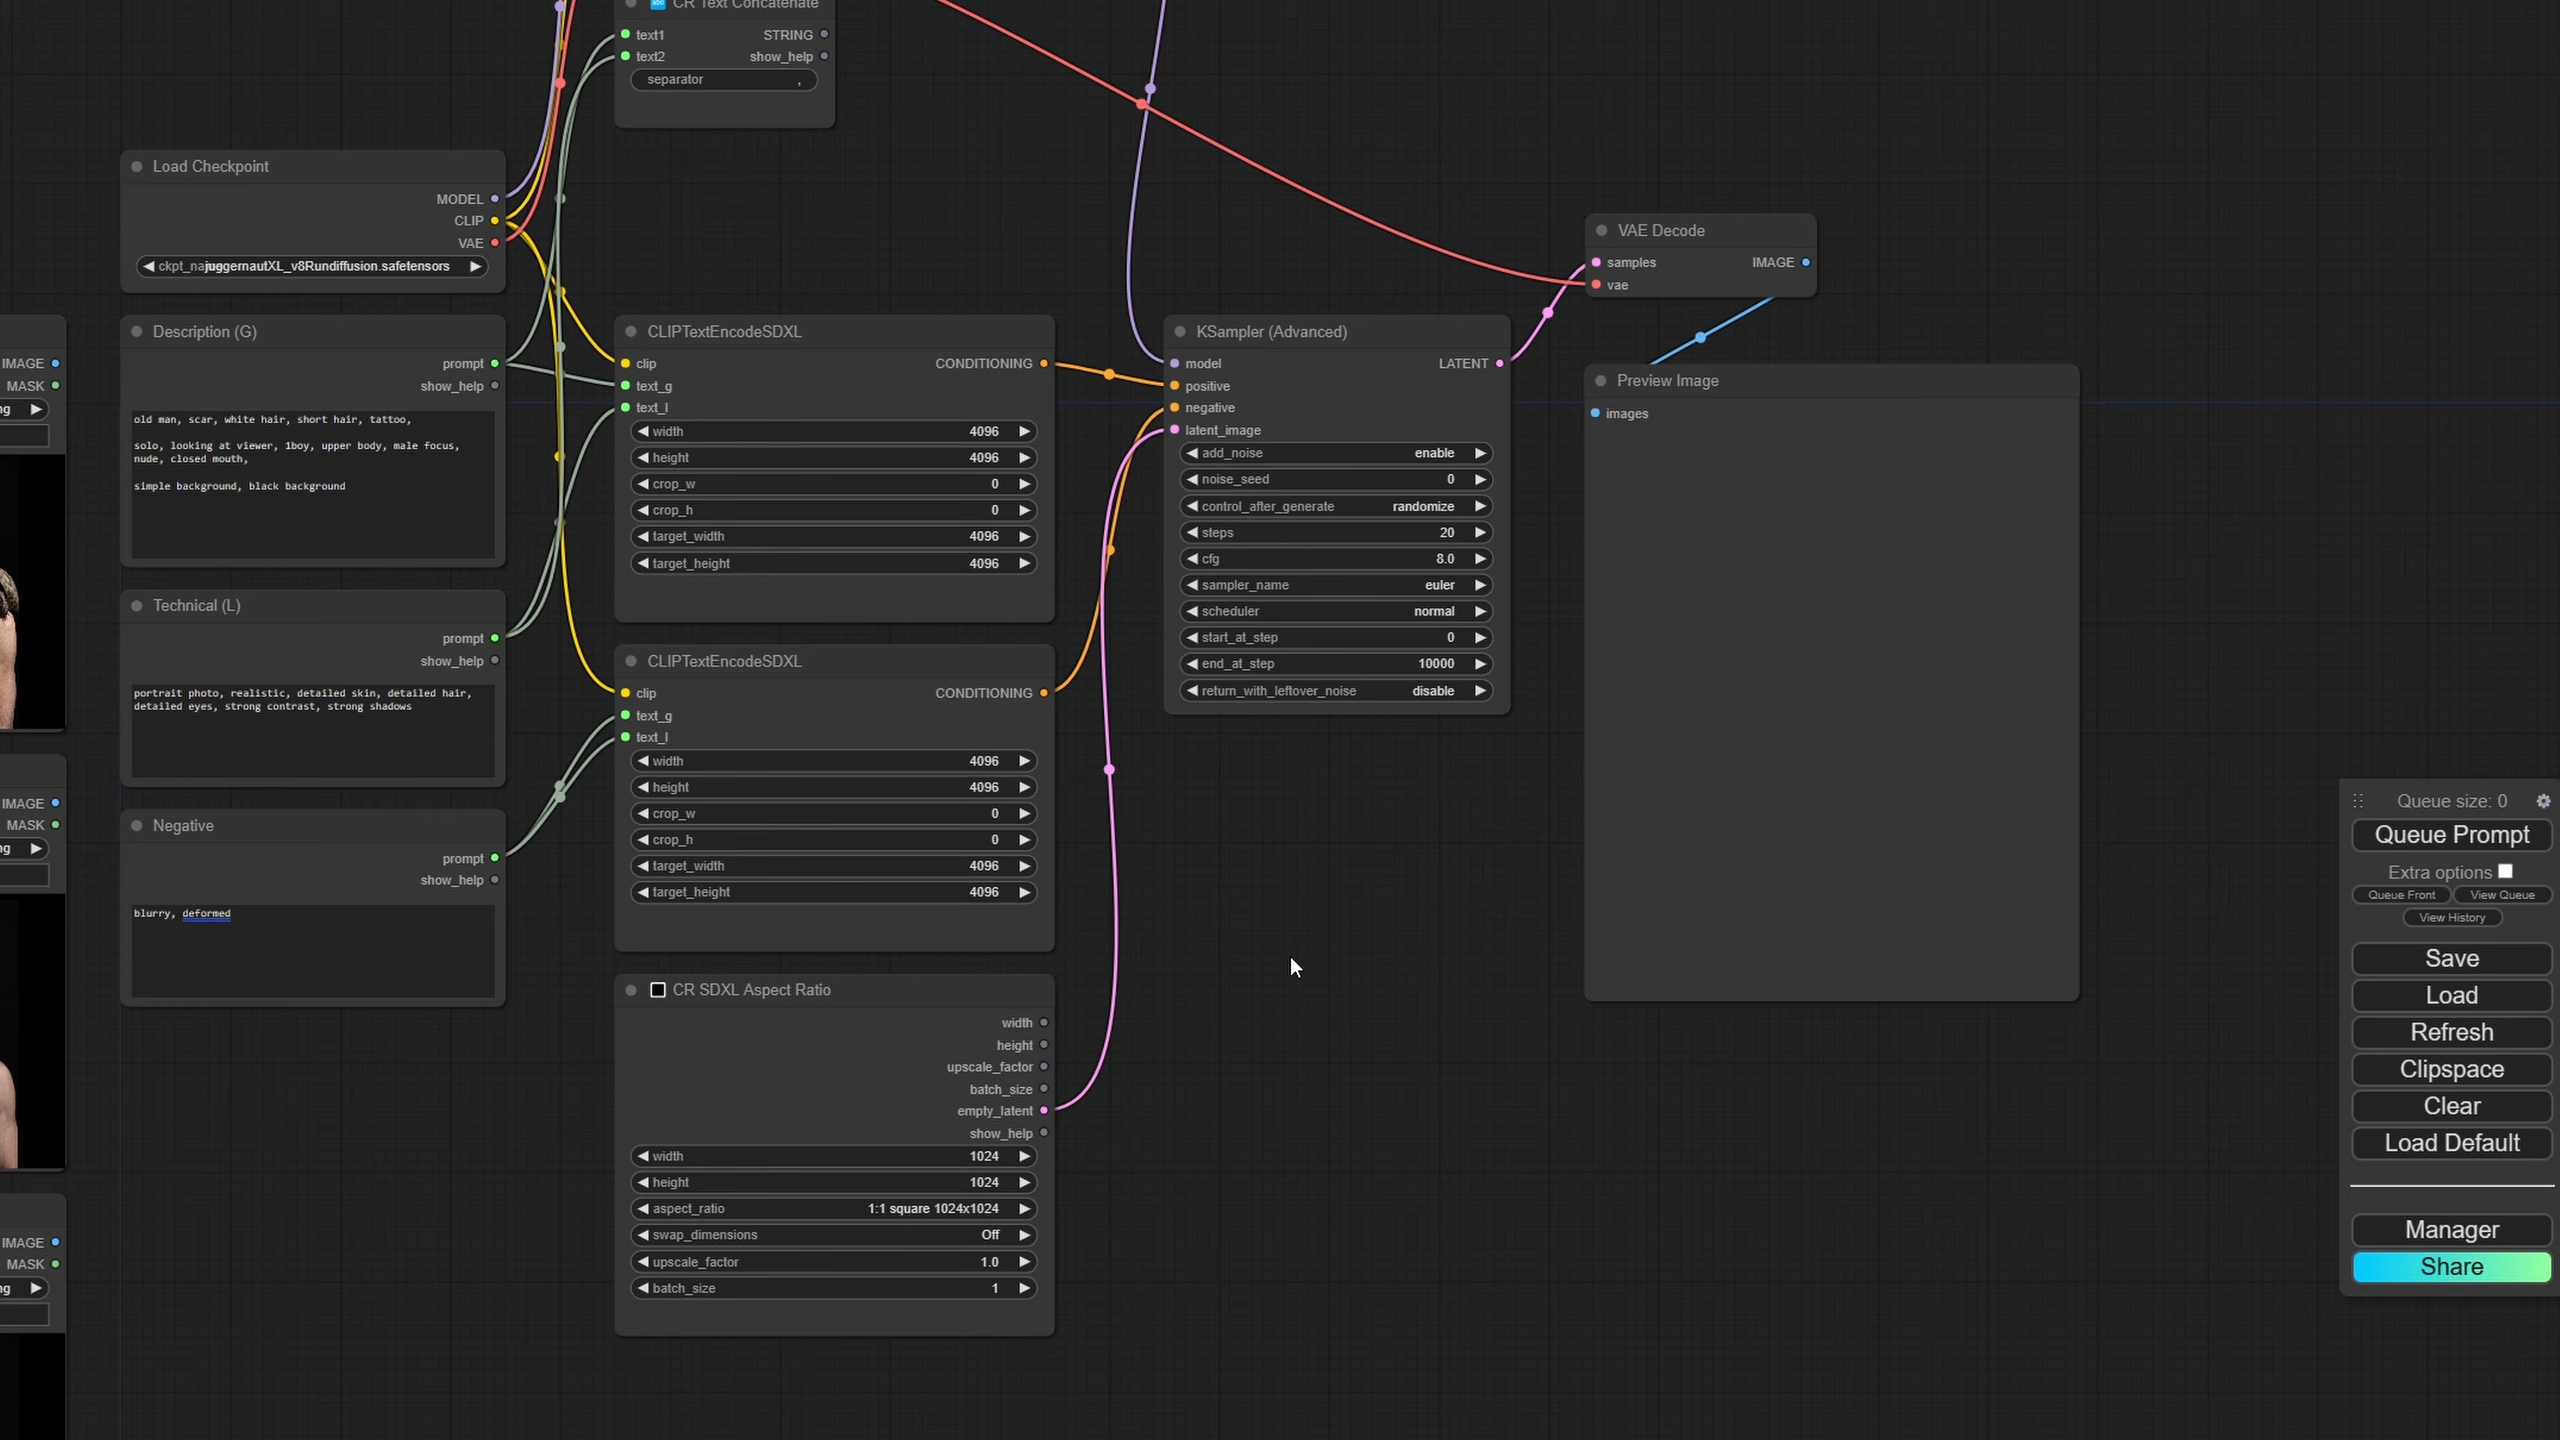 CR Text Concatenate
text1 STRING
text2 show_help
separator ,
Load Checkpoint
MODEL
CLIP
VAE
juggernautXL_v8Rundiffusion.safetensors
Description (G)
prompt
show_help
old man, scar, white hair, short hair, tattoo,
solo, looking at viewer, 1boy, upper body, male focus,
nude, closed mouth,
simple background, black background
Technical (L)
prompt
show_help
portrait photo, realistic, detailed skin, detailed hair,
detailed eyes, strong contrast, strong shadows
Negative
prompt
show_help
blurry, deformed
IMAGE
MASK
ng
IMAGE
MASK
ng
IMAGE
MASK
ng
CLIPTextEncodeSDXL
clip CONDITIONING
text_g
text_l
width 4096
height 4096
crop_w 0
crop_h 0
target_width 4096
target_height 4096
CLIPTextEncodeSDXL
clip CONDITIONING
text_g
text_l
width 4096
height 4096
crop_w 0
crop_h 0
target_width 4096
target_height 4096
CR SDXL Aspect Ratio
width
height
upscale_factor
batch_size
empty_latent
show_help
width 1024
height 1024
aspect_ratio 1:1 square 1024x1024
swap_dimensions Off
upscale_factor 1.0
batch_size 1
KSampler (Advanced)
model LATENT
positive
negative
latent_image
add_noise enable
noise_seed 0
control_after_generate randomize
steps 20
cfg 8.0
sampler_name euler
scheduler normal
start_at_step 0
end_at_step 10000
return_with_leftover_noise disable
VAE Decode
samples IMAGE
vae
Preview Image
images
Queue size: 0
Queue Prompt
Extra options
Queue Front View Queue
View History
Save
Load
Refresh
Clipspace
Clear
Load Default
Manager
Share